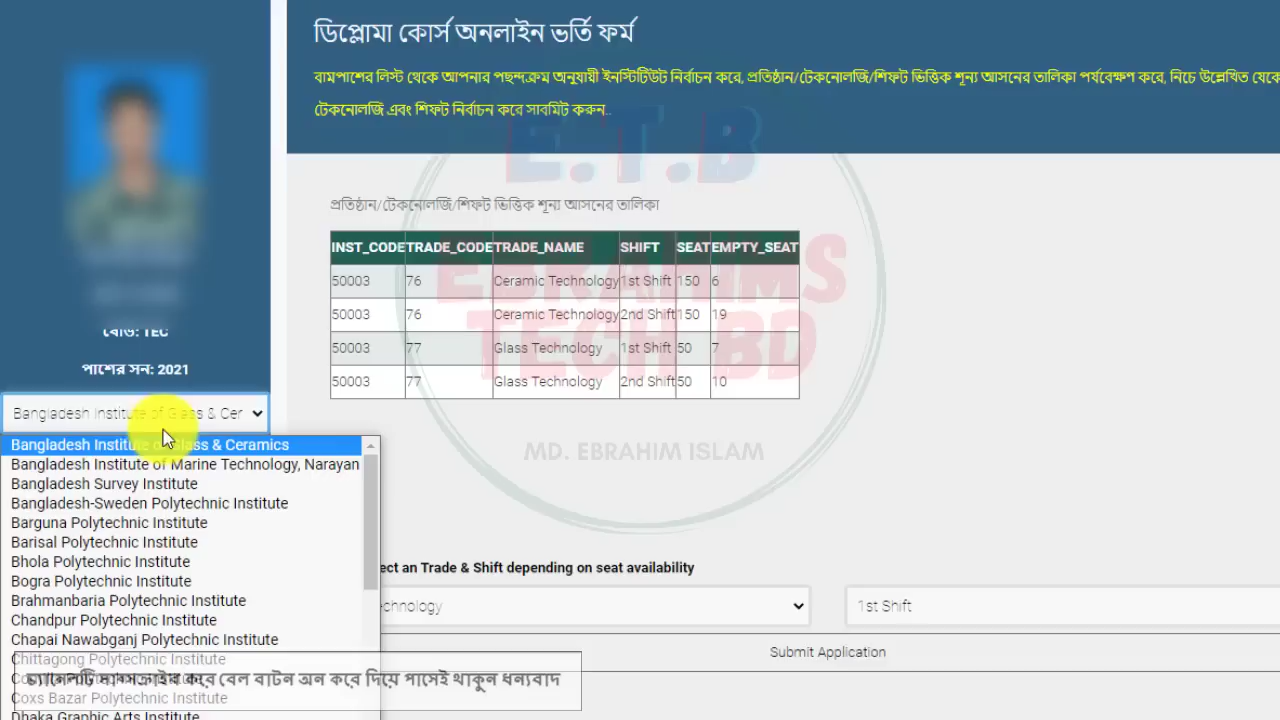 ডিপ্লোমা কোর্স অনলাইন ভর্তি ফর্ম
বামপাশের লিস্ট থেকে আপনার পছন্দক্রম অনুযায়ী ইনস্টিটিউট নির্বাচন করে, প্রতিষ্ঠান/টেকনোলজি/শিফট ভিত্তিক শূন্য আসনের তালিকা পর্যবেক্ষণ করে, নিচে উল্লেখিত যেকে
টেকনোলজি এবং শিফট নির্বাচন করে সাবমিট করুন..
E.T.B
প্রতিষ্ঠান/টেকনোলজি/শিফট ভিত্তিক শূন্য আসনের তালিকা
INST_CODE TRADE_CODE TRADE_NAME SHIFT SEAT EMPTY_SEAT
50003 76 Ceramic Technology 1st Shift 150 6
50003 76 Ceramic Technology 2nd Shift 150 19
50003 77 Glass Technology 1st Shift 50 7
50003 77 Glass Technology 2nd Shift 50 10
EBRAHIMS
TECH BD
MD. EBRAHIM ISLAM
বোর্ড: TEC
পাশের সন: 2021
Bangladesh Institute of Glass & Cer
Bangladesh Institute of Glass & Ceramics
Bangladesh Institute of Marine Technology, Narayan
Bangladesh Survey Institute
Bangladesh-Sweden Polytechnic Institute
Barguna Polytechnic Institute
Barisal Polytechnic Institute
Bhola Polytechnic Institute
Bogra Polytechnic Institute
Brahmanbaria Polytechnic Institute
Chandpur Polytechnic Institute
Chapai Nawabganj Polytechnic Institute
Chittagong Polytechnic Institute
Coxs Bazar Polytechnic Institute
Dhaka Graphic Arts Institute
ect an Trade & Shift depending on seat availability
echnology
1st Shift
Submit Application
চ্যানেলটি সাবসক্রাইব করে বেল বাটন অন করে দিয়ে পাসেই থাকুন ধন্যবাদ